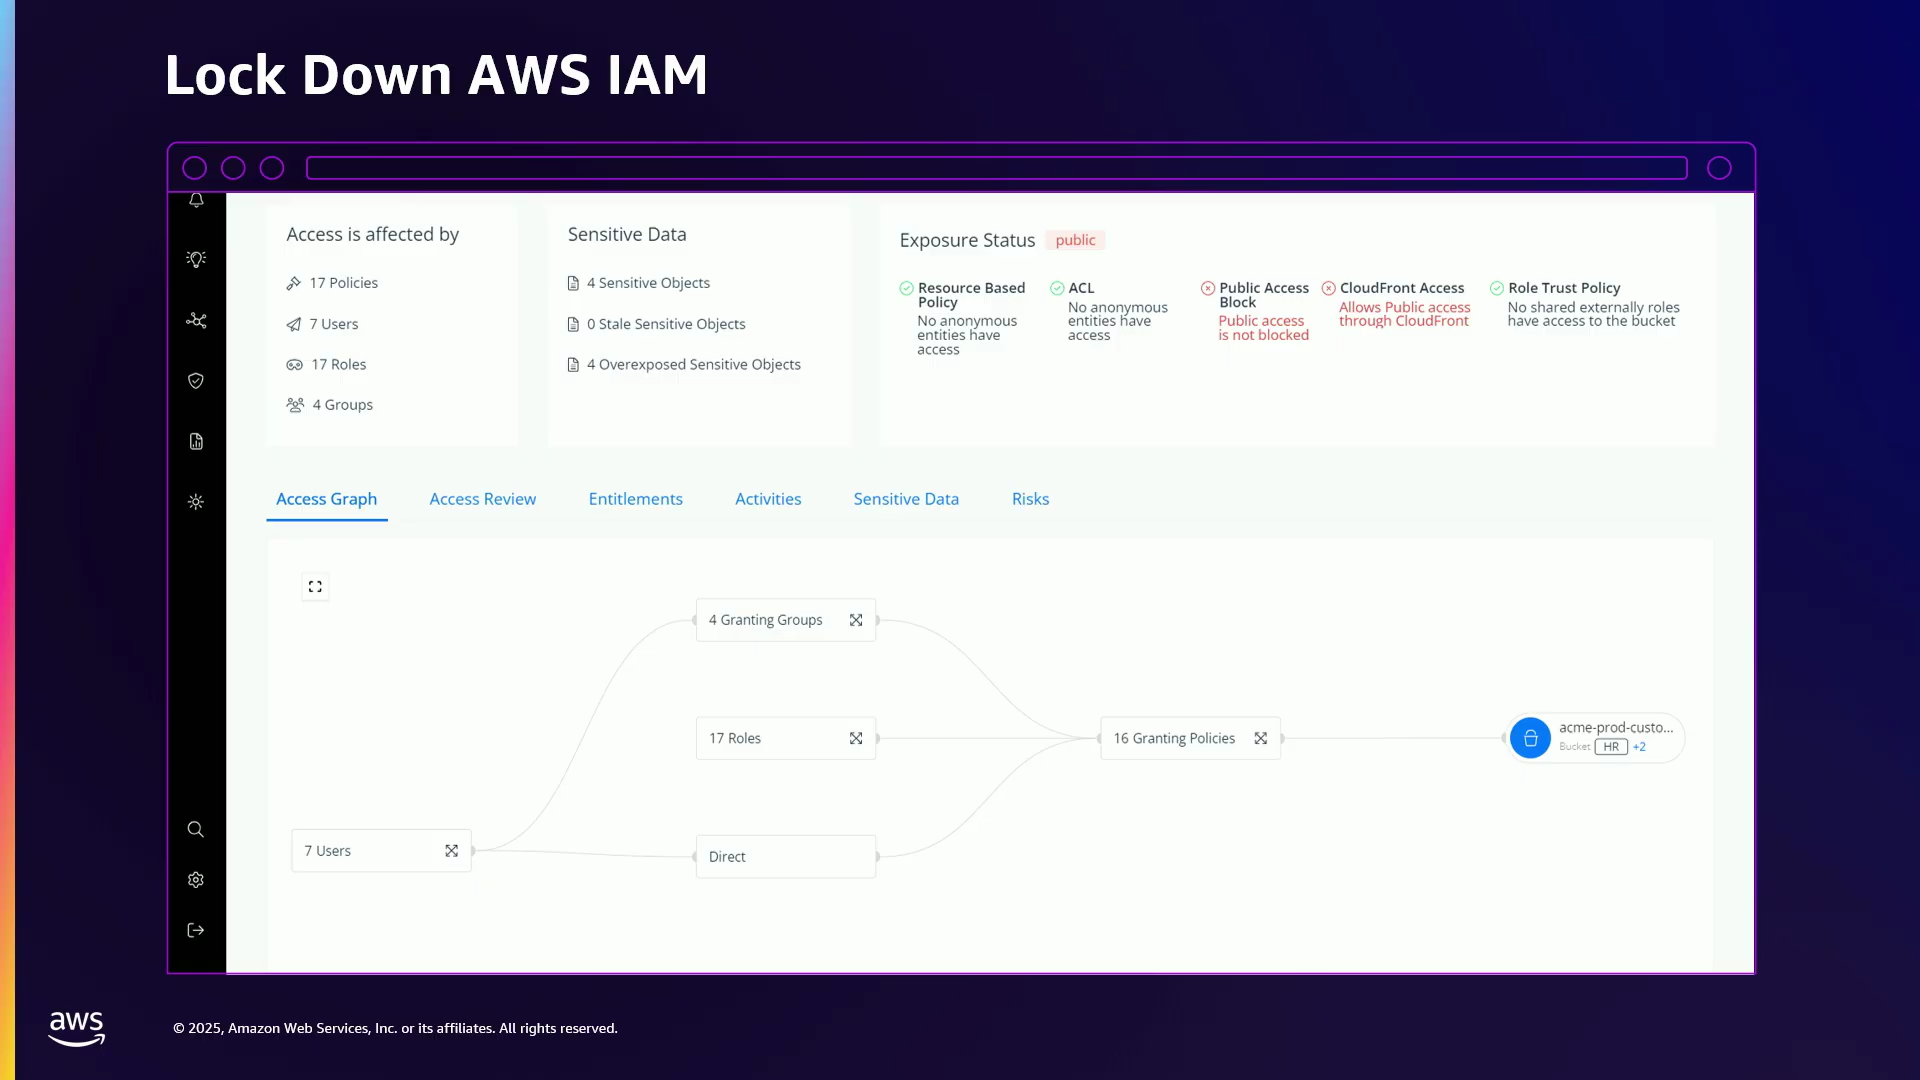 Lock Down AWS IAM
Access is affected by
17 Policies
7 Users
17 Roles
4 Groups
Sensitive Data
4 Sensitive Objects
0 Stale Sensitive Objects
4 Overexposed Sensitive Objects
Exposure Status public
Resource Based
Policy
No anonymous
entities have
access
ACL
No anonymous
entities have
access
Public Access
Block
Public access
is not blocked
CloudFront Access
Allows Public access
through CloudFront
Role Trust Policy
No shared externally roles
have access to the bucket
Access Graph Access Review Entitlements Activities Sensitive Data Risks
4 Granting Groups
17 Roles
16 Granting Policies
acme-prod-custo...
Bucket HR +2
7 Users
Direct
aws
© 2025, Amazon Web Services, Inc. or its affiliates. All rights reserved.